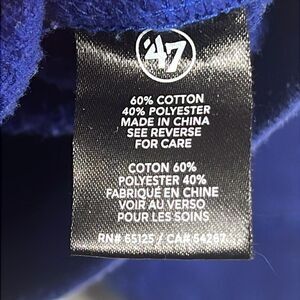 '47
60% COTTON
40% POLYESTER
MADE IN CHINA
SEE REVERSE
FOR CARE
COTON 60%
POLYESTER 40%
FABRIQUÉ EN CHINE
VOIR AU VERSO
POUR LES SOINS
RN# 65125 / CA#